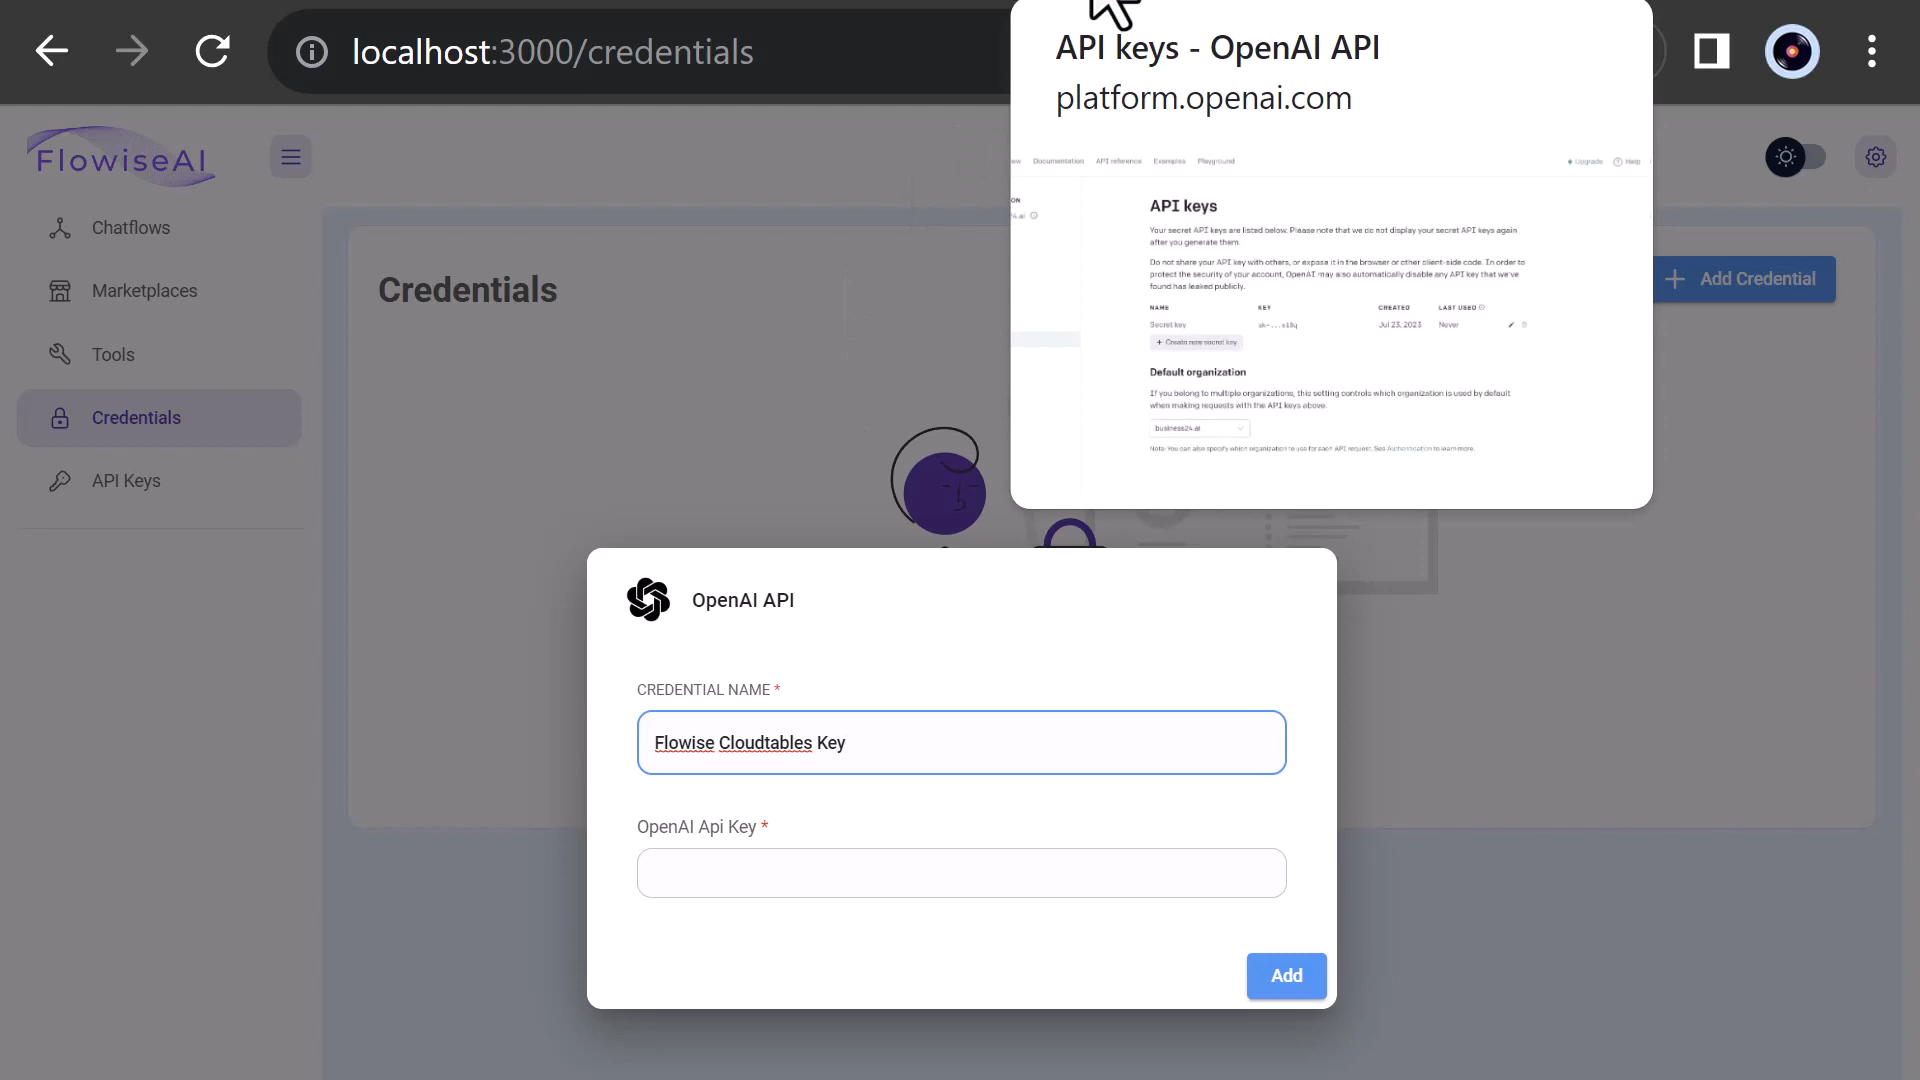 localhost:3000/credentials
API keys - OpenAI API
platform.openai.com
FlowiseAI
Documentation API reference Examples Playground
Upgrade Help
API keys
Your secret API keys are listed below. Please note that we do not display your secret API keys again
after you generate them.
Do not share your API key with others, or expose it in the browser or other client-side code. In order to
protect the security of your account, OpenAI may also automatically disable any API key that we've
found has leaked publicly.
NAME KEY CREATED LAST USED
Secret key Jul 23, 2023 Never
+ Create new secret key
Default organization
If you belong to multiple organizations, this setting controls which organization is used by default
when making requests with the API keys above.
business24.ai
Note: You can also specify which organization to use for each API request. See Authentication to learn more.
Chatflows
Marketplaces
Tools
Credentials
API Keys
Credentials
+ Add Credential
OpenAI API
CREDENTIAL NAME *
Flowise Cloudtables Key
OpenAI Api Key *
Add